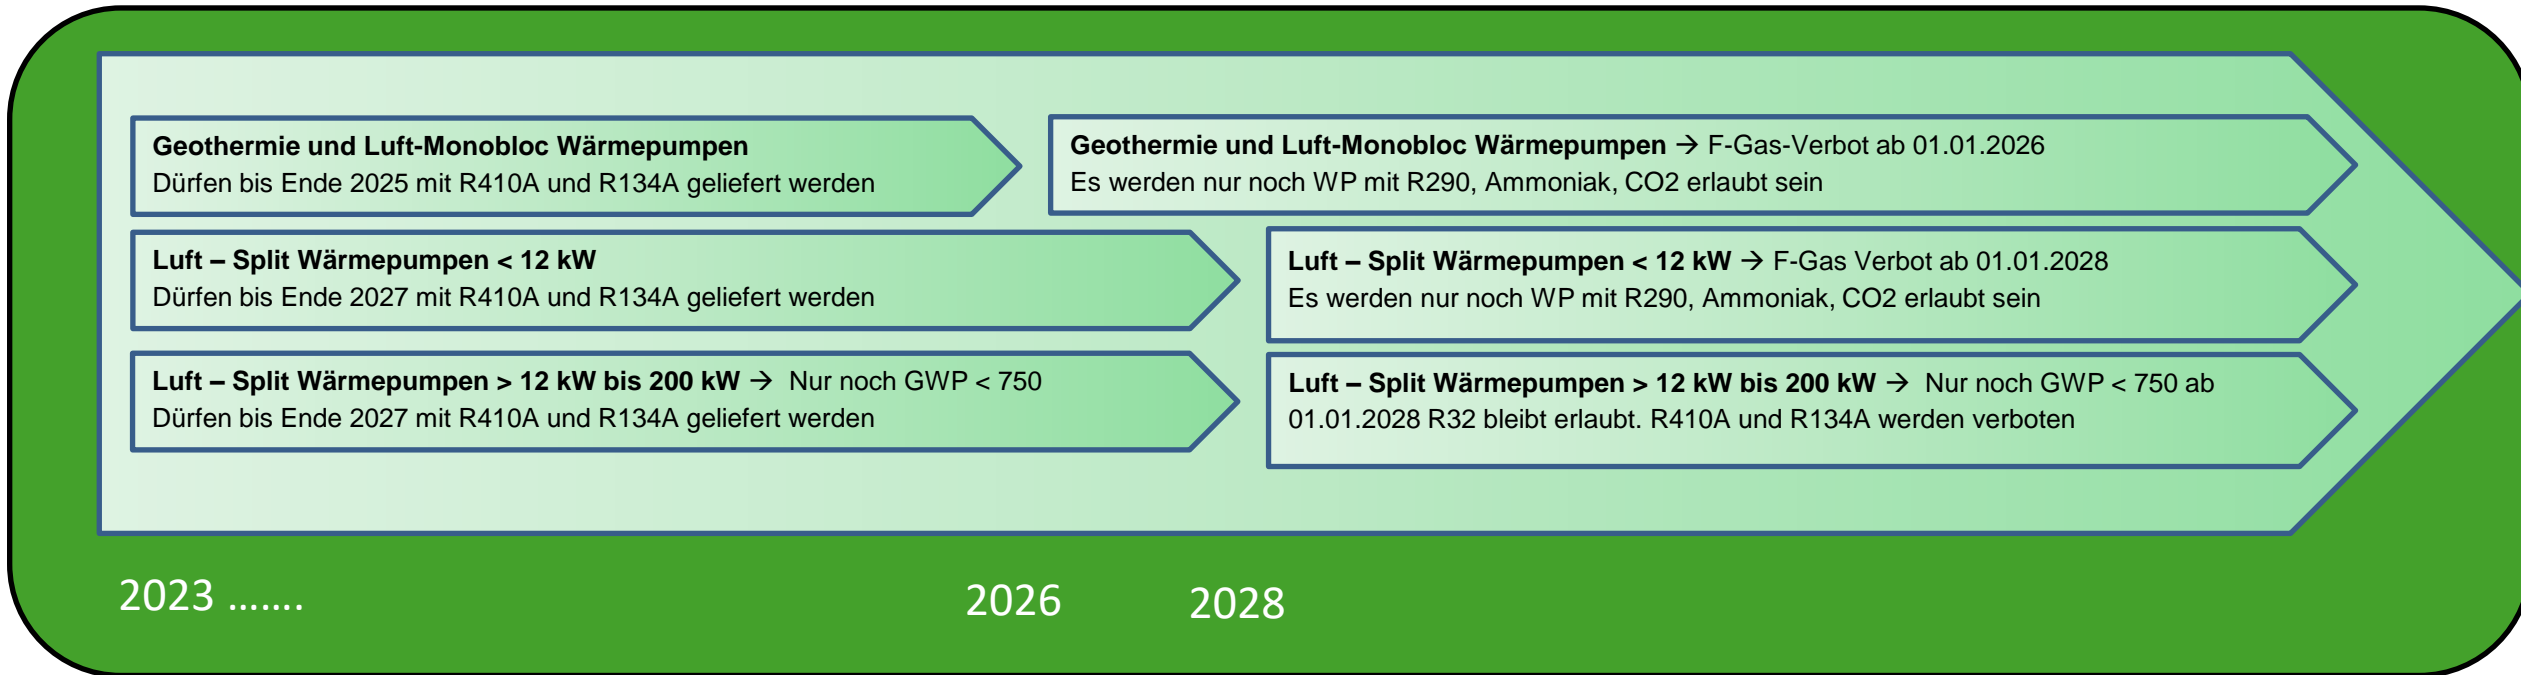 Geothermie und Luft-Monobloc Wärmepumpen
Dürfen bis Ende 2025 mit R410A und R134A geliefert werden
Geothermie und Luft-Monobloc Wärmepumpen → F-Gas-Verbot ab 01.01.2026
Es werden nur noch WP mit R290, Ammoniak, CO2 erlaubt sein
Luft – Split Wärmepumpen < 12 kW
Dürfen bis Ende 2027 mit R410A und R134A geliefert werden
Luft – Split Wärmepumpen < 12 kW → F-Gas Verbot ab 01.01.2028
Es werden nur noch WP mit R290, Ammoniak, CO2 erlaubt sein
Luft – Split Wärmepumpen > 12 kW bis 200 kW → Nur noch GWP < 750
Dürfen bis Ende 2027 mit R410A und R134A geliefert werden
Luft – Split Wärmepumpen > 12 kW bis 200 kW → Nur noch GWP < 750 ab
01.01.2028 R32 bleibt erlaubt. R410A und R134A werden verboten
2023 ....... 2026 2028